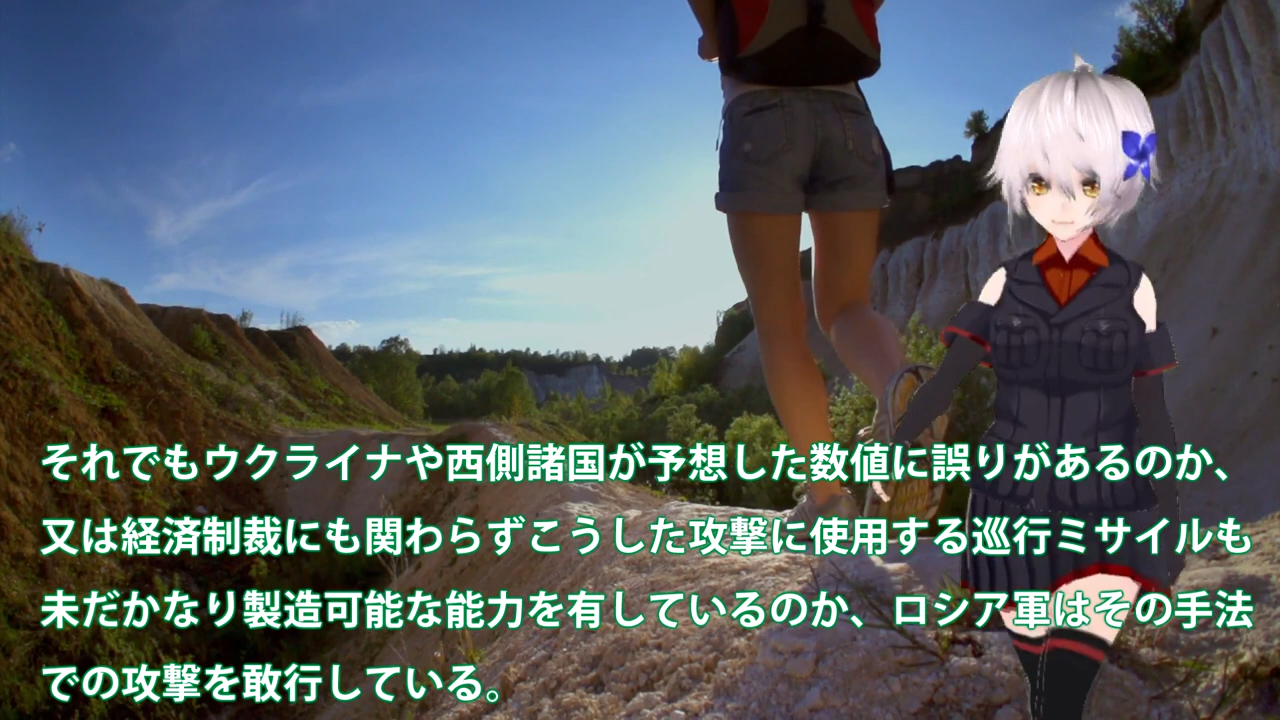 それでもウクライナや西側諸国が予想した数値に誤りがあるのか、
又は経済制裁にも関わらずこうした攻撃に使用する巡行ミサイルも
未だかなり製造可能な能力を有しているのか、ロシア軍はその手法
での攻撃を敢行している。